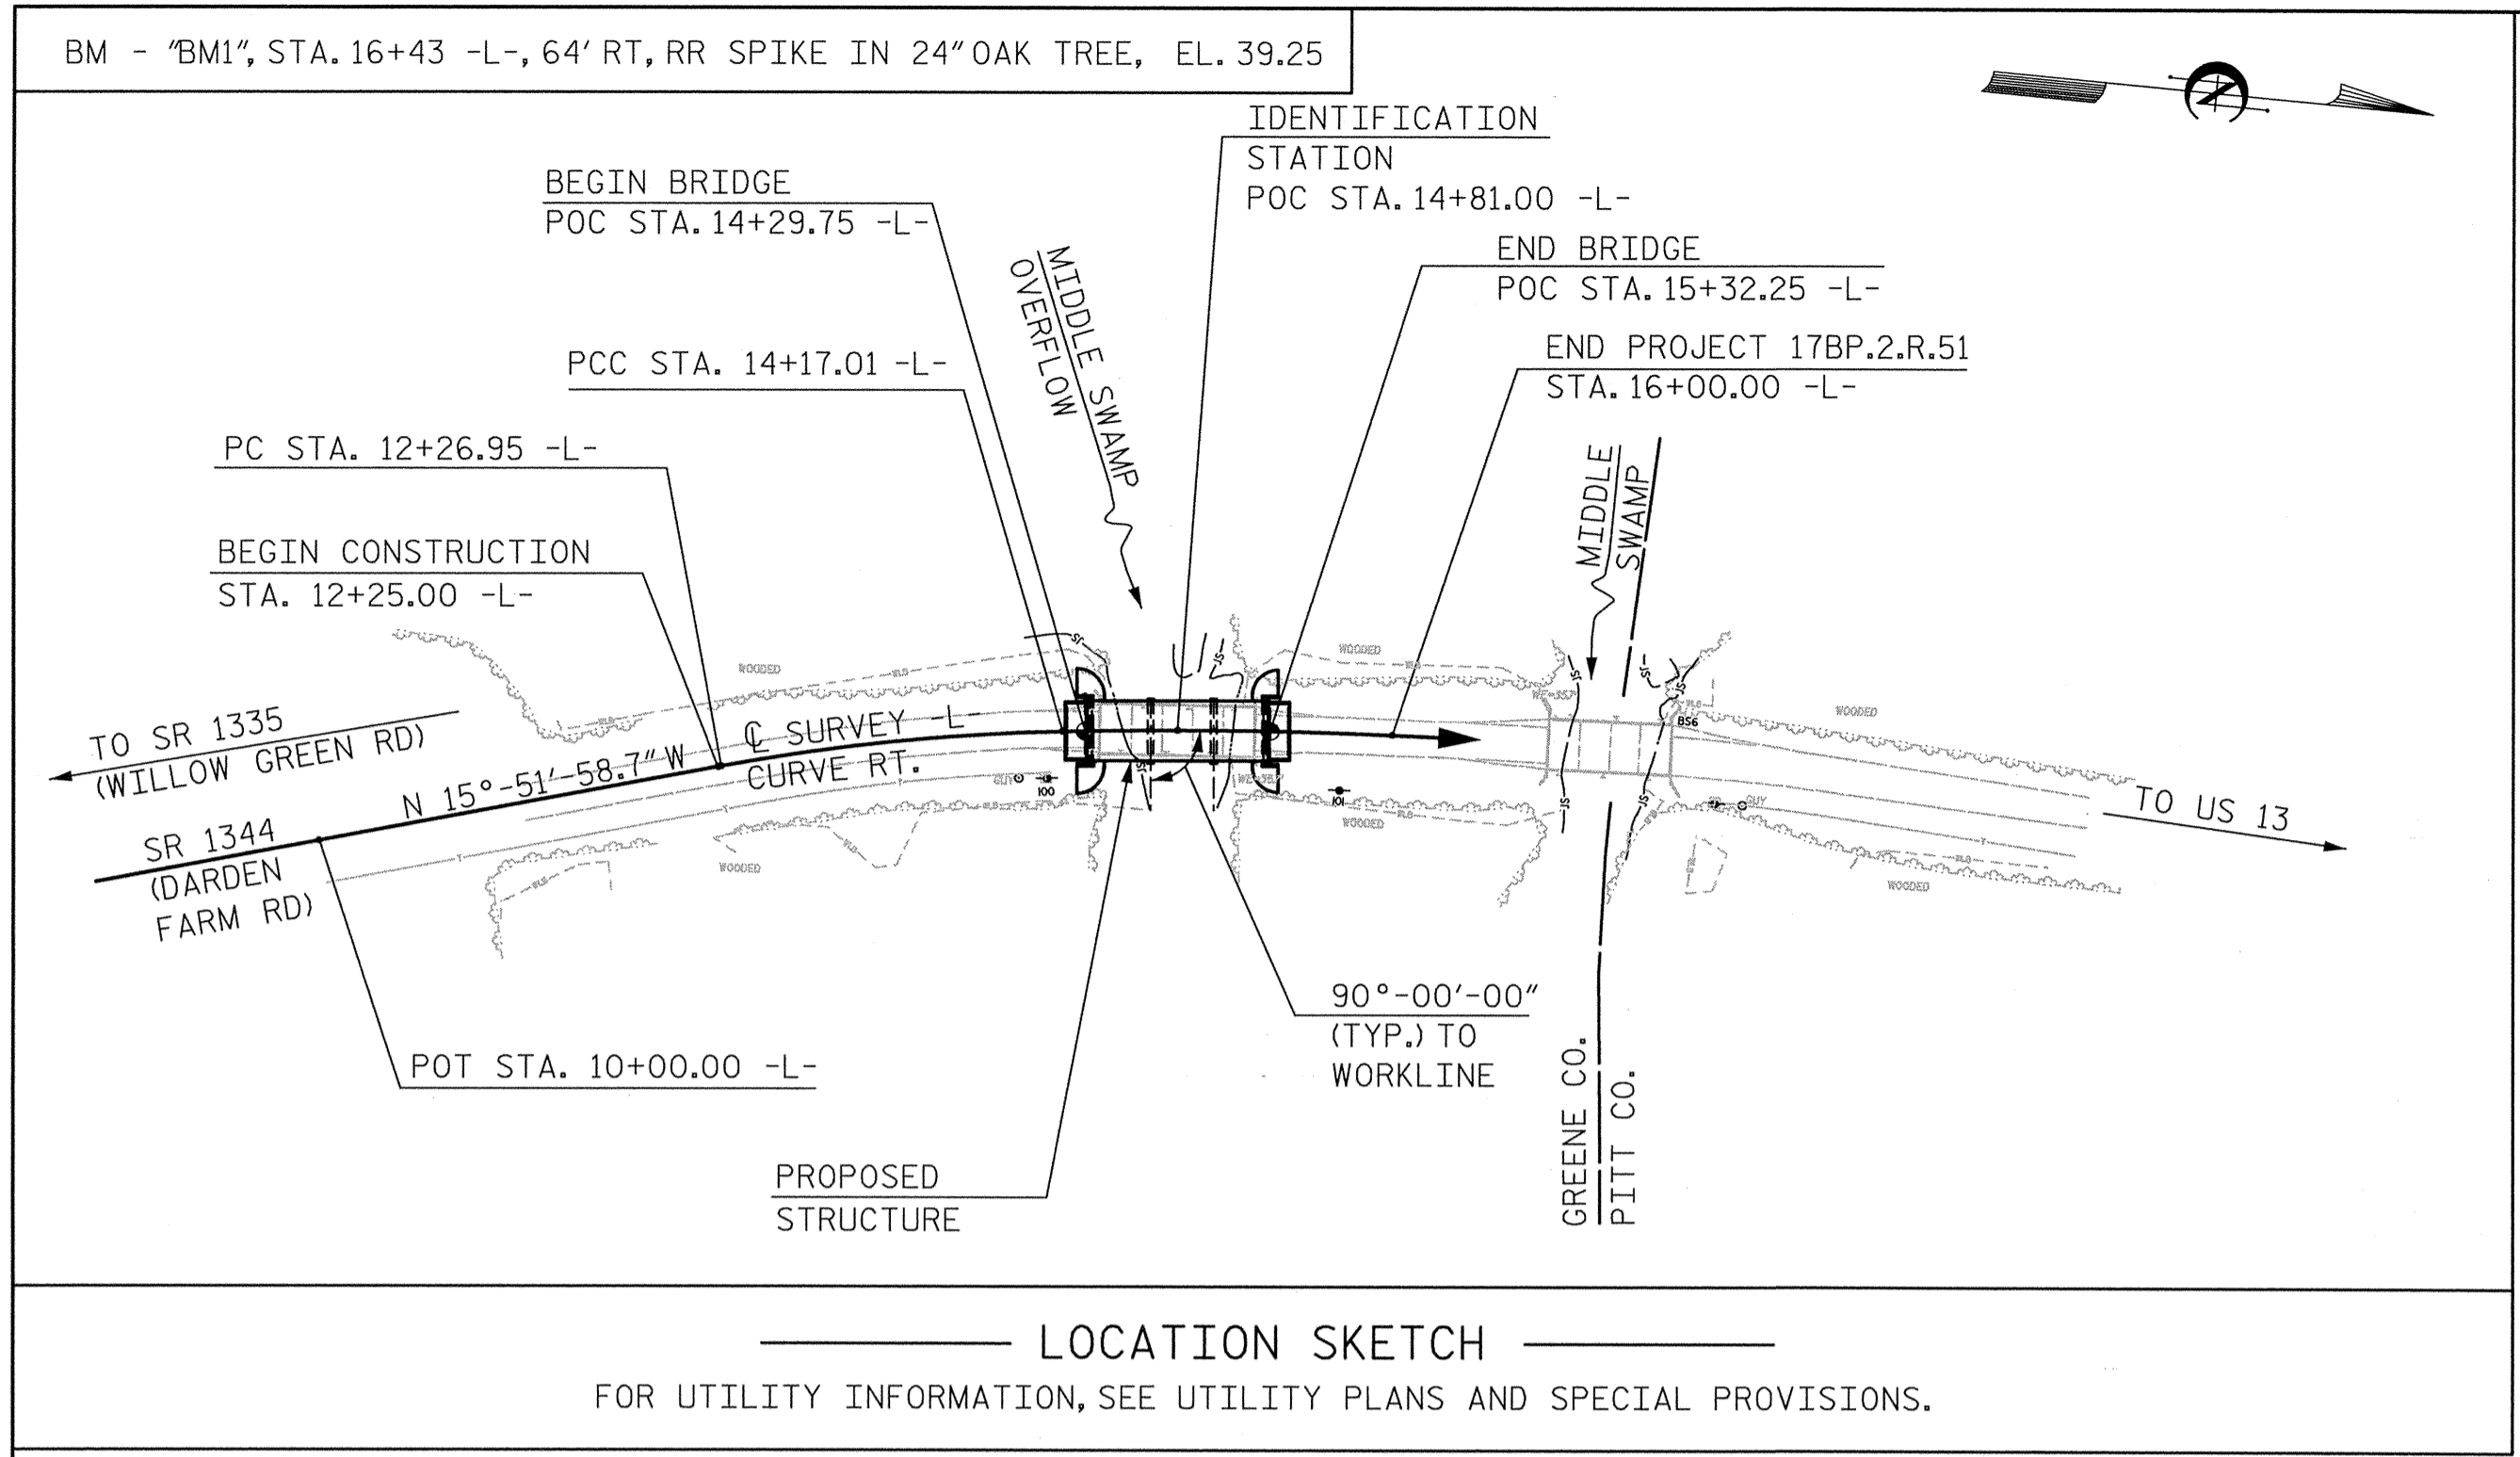 BM - "BM1", STA. 16+43 -L-, 64' RT, RR SPIKE IN 24" OAK TREE, EL. 39.25
IDENTIFICATION
STATION
POC STA. 14+81.00 -L-
BEGIN BRIDGE
POC STA. 14+29.75 -L-
END BRIDGE
POC STA. 15+32.25 -L-
MIDDLE SWAMP
OVERFLOW
PCC STA. 14+17.01 -L-
END PROJECT 17BP.2.R.51
STA. 16+00.00 -L-
PC STA. 12+26.95 -L-
MIDDLE
SWAMP
BEGIN CONSTRUCTION
STA. 12+25.00 -L-
WOODED
WOODED
WOODED
BS6
TO SR 1335
(WILLOW GREEN RD)
N 15°-51'-58.7" W
℄ SURVEY -L-
CURVE RT.
GUY
100
101
GUY
TO US 13
WOODED
WOODED
WOODED
SR 1344
(DARDEN
FARM RD)
90°-00'-00"
(TYP.) TO
WORKLINE
POT STA. 10+00.00 -L-
GREENE CO.
PITT CO.
PROPOSED
STRUCTURE
LOCATION SKETCH
FOR UTILITY INFORMATION, SEE UTILITY PLANS AND SPECIAL PROVISIONS.